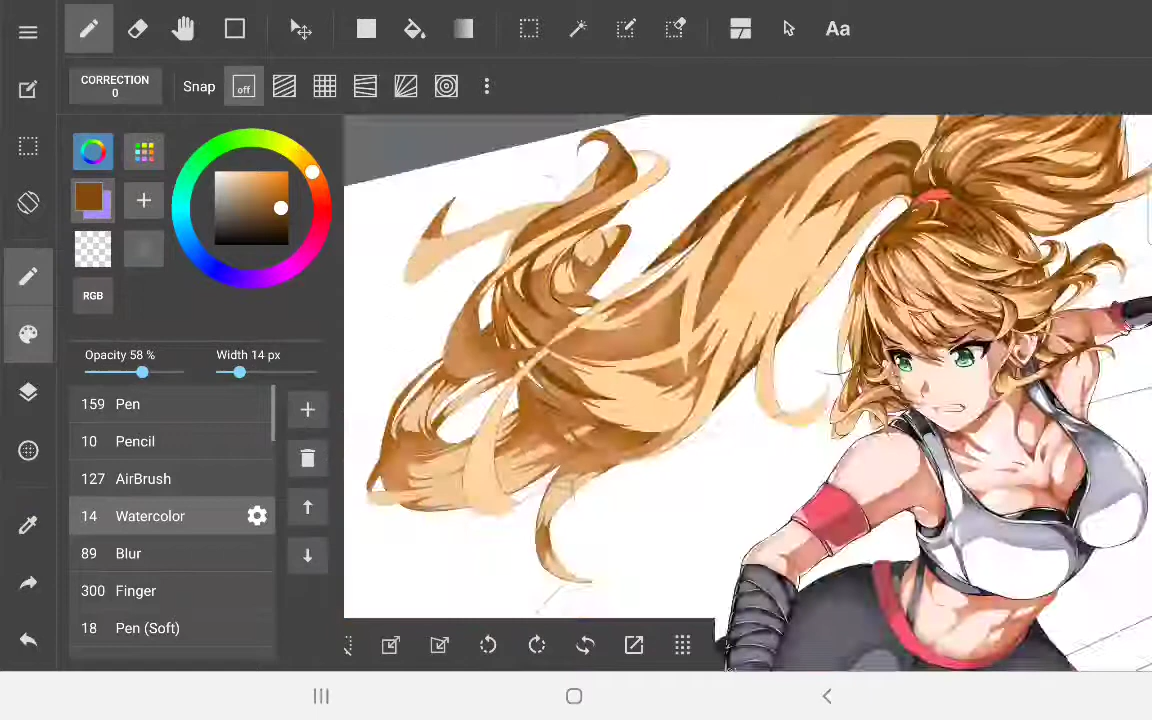 Aa
CORRECTION
0
Snap
off
RGB
Opacity 58 %
Width 14 px
159 Pen
10 Pencil
127 AirBrush
14 Watercolor
89 Blur
300 Finger
18 Pen (Soft)